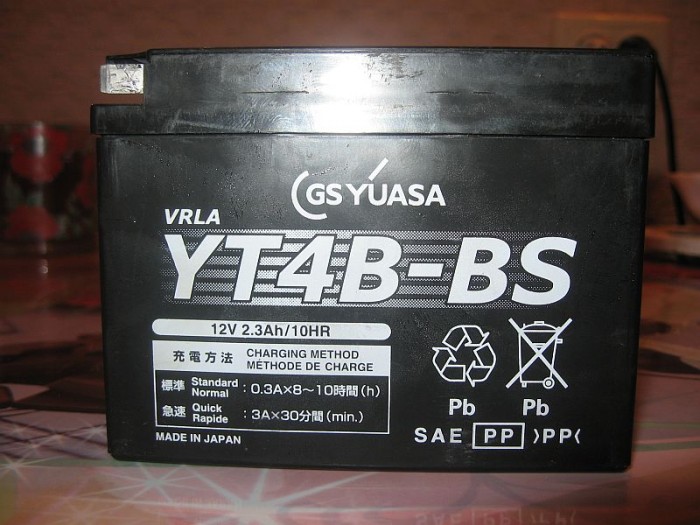 GS YUASA
VRLA
YT4B-BS
12V 2.3Ah/10HR
充電方法 CHARGING METHOD
MÉTHODE DE CHARGE
標準 Standard Normal : 0.3A×8～10時間(h)
急速 Quick Rapide : 3A×30分間(min.)
MADE IN JAPAN
Pb Pb
SAE PP >PP<